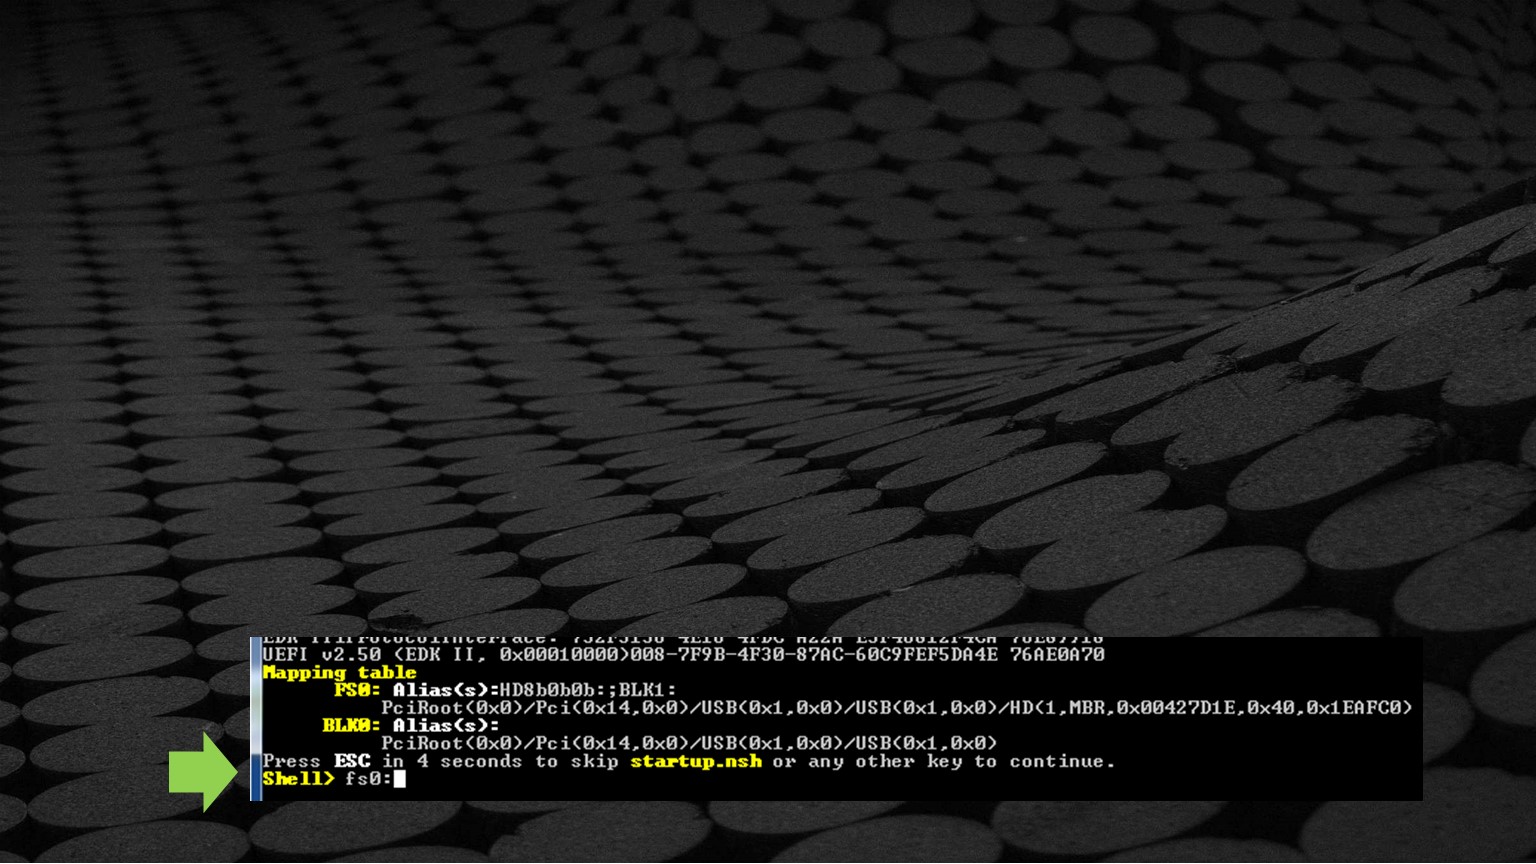 UEFI v2.50 (EDK II, 0x00010000)008-7F9B-4F30-87AC-60C9FEF5DA4E 76AE0A70
Mapping table
FS0: Alias(s):HD8b0b0b:;BLK1:
PciRoot(0x0)/Pci(0x14,0x0)/USB(0x1,0x0)/USB(0x1,0x0)/HD(1,MBR,0x00427D1E,0x40,0x1EAFC0)
BLK0: Alias(s):
PciRoot(0x0)/Pci(0x14,0x0)/USB(0x1,0x0)/USB(0x1,0x0)
Press ESC in 4 seconds to skip startup.nsh or any other key to continue.
Shell> fs0: